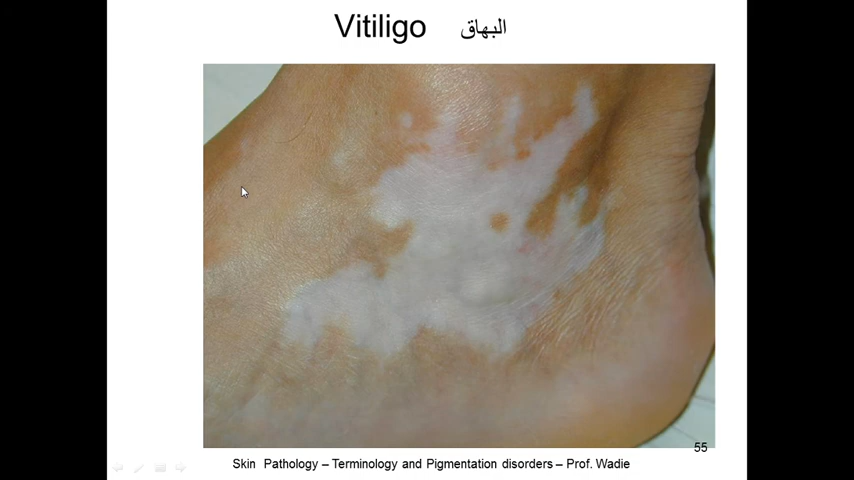 Vitiligo البهاق
55
Skin Pathology – Terminology and Pigmentation disorders – Prof. Wadie